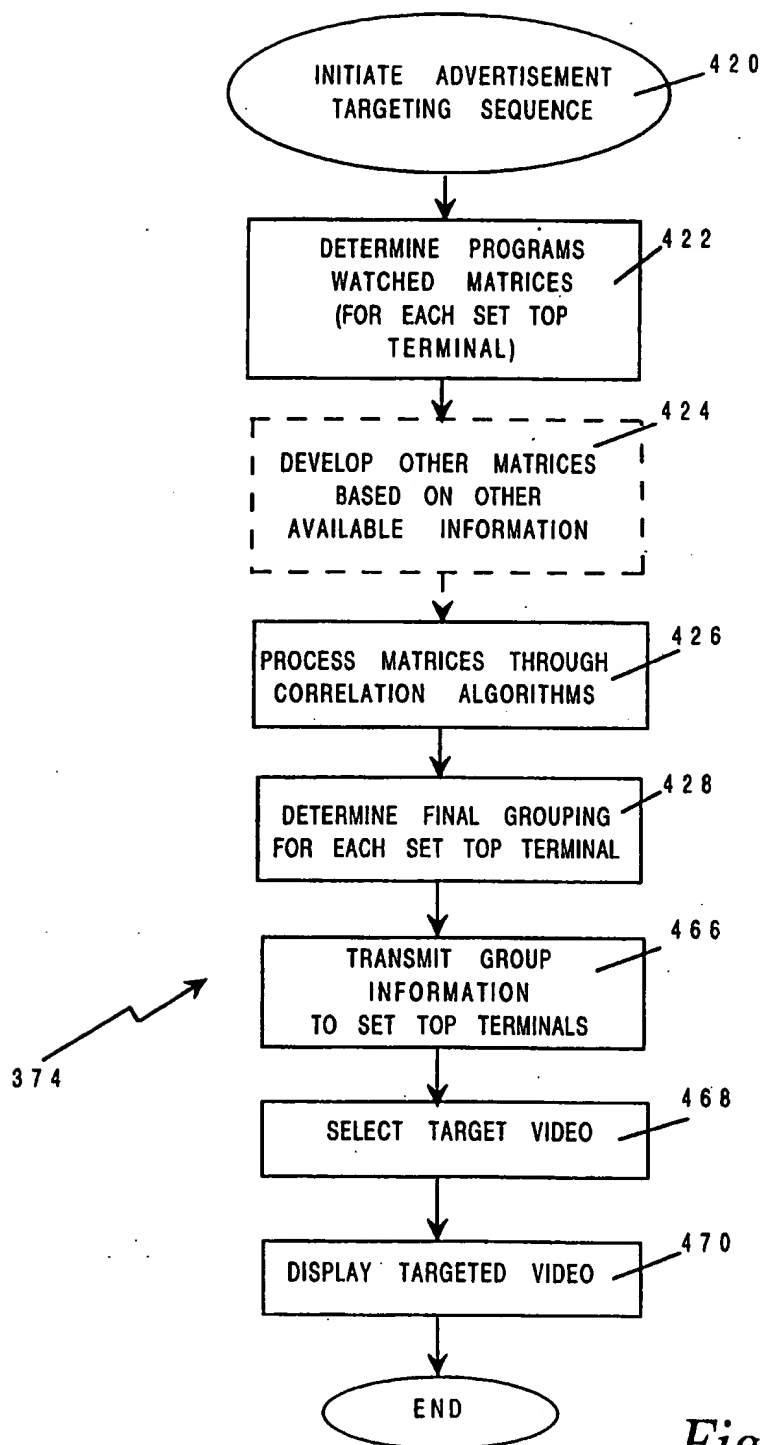 INITIATE ADVERTISEMENT
TARGETING SEQUENCE
420
DETERMINE PROGRAMS
WATCHED MATRICES
(FOR EACH SET TOP
TERMINAL)
422
DEVELOP OTHER MATRICES
BASED ON OTHER
AVAILABLE INFORMATION
424
PROCESS MATRICES THROUGH
CORRELATION ALGORITHMS
426
DETERMINE FINAL GROUPING
FOR EACH SET TOP TERMINAL
428
TRANSMIT GROUP
INFORMATION
TO SET TOP TERMINALS
466
374
SELECT TARGET VIDEO
468
DISPLAY TARGETED VIDEO
470
END
Fig